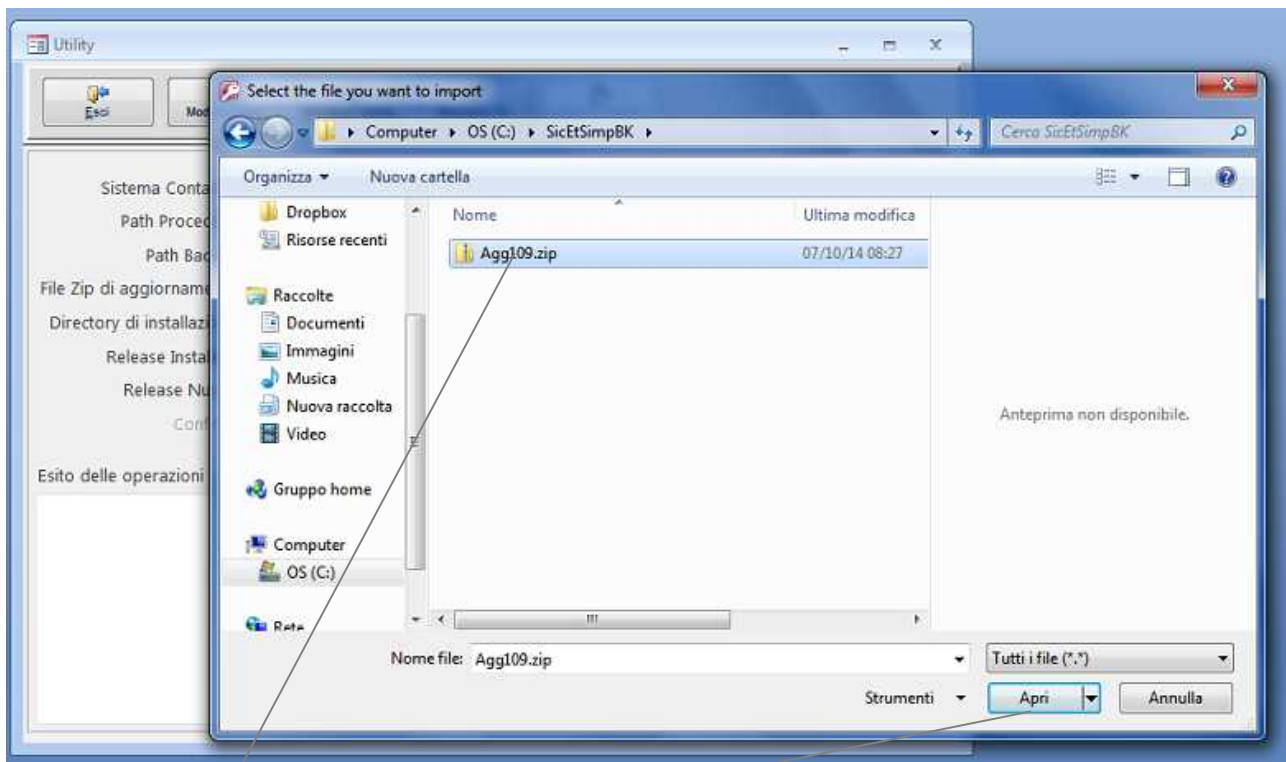 Utility
Esci
Select the file you want to import
Computer ▸ OS (C:) ▸ SicEtSimpBK ▸
Cerca SicEtSimpBK
Organizza
Nuova cartella
Sistema Conta
Path Proced
Path Bac
File Zip di aggiorname
Directory di installazi
Release Instal
Release Nu
Conf
Esito delle operazioni
Dropbox
Risorse recenti
Raccolte
Documenti
Immagini
Musica
Nuova raccolta
Video
Gruppo home
Computer
OS (C:)
Rete
Nome
Ultima modifica
Agg109.zip
07/10/14 08:27
Anteprima non disponibile.
Nome file: Agg109.zip
Tutti i file (*.*)
Strumenti
Apri
Annulla